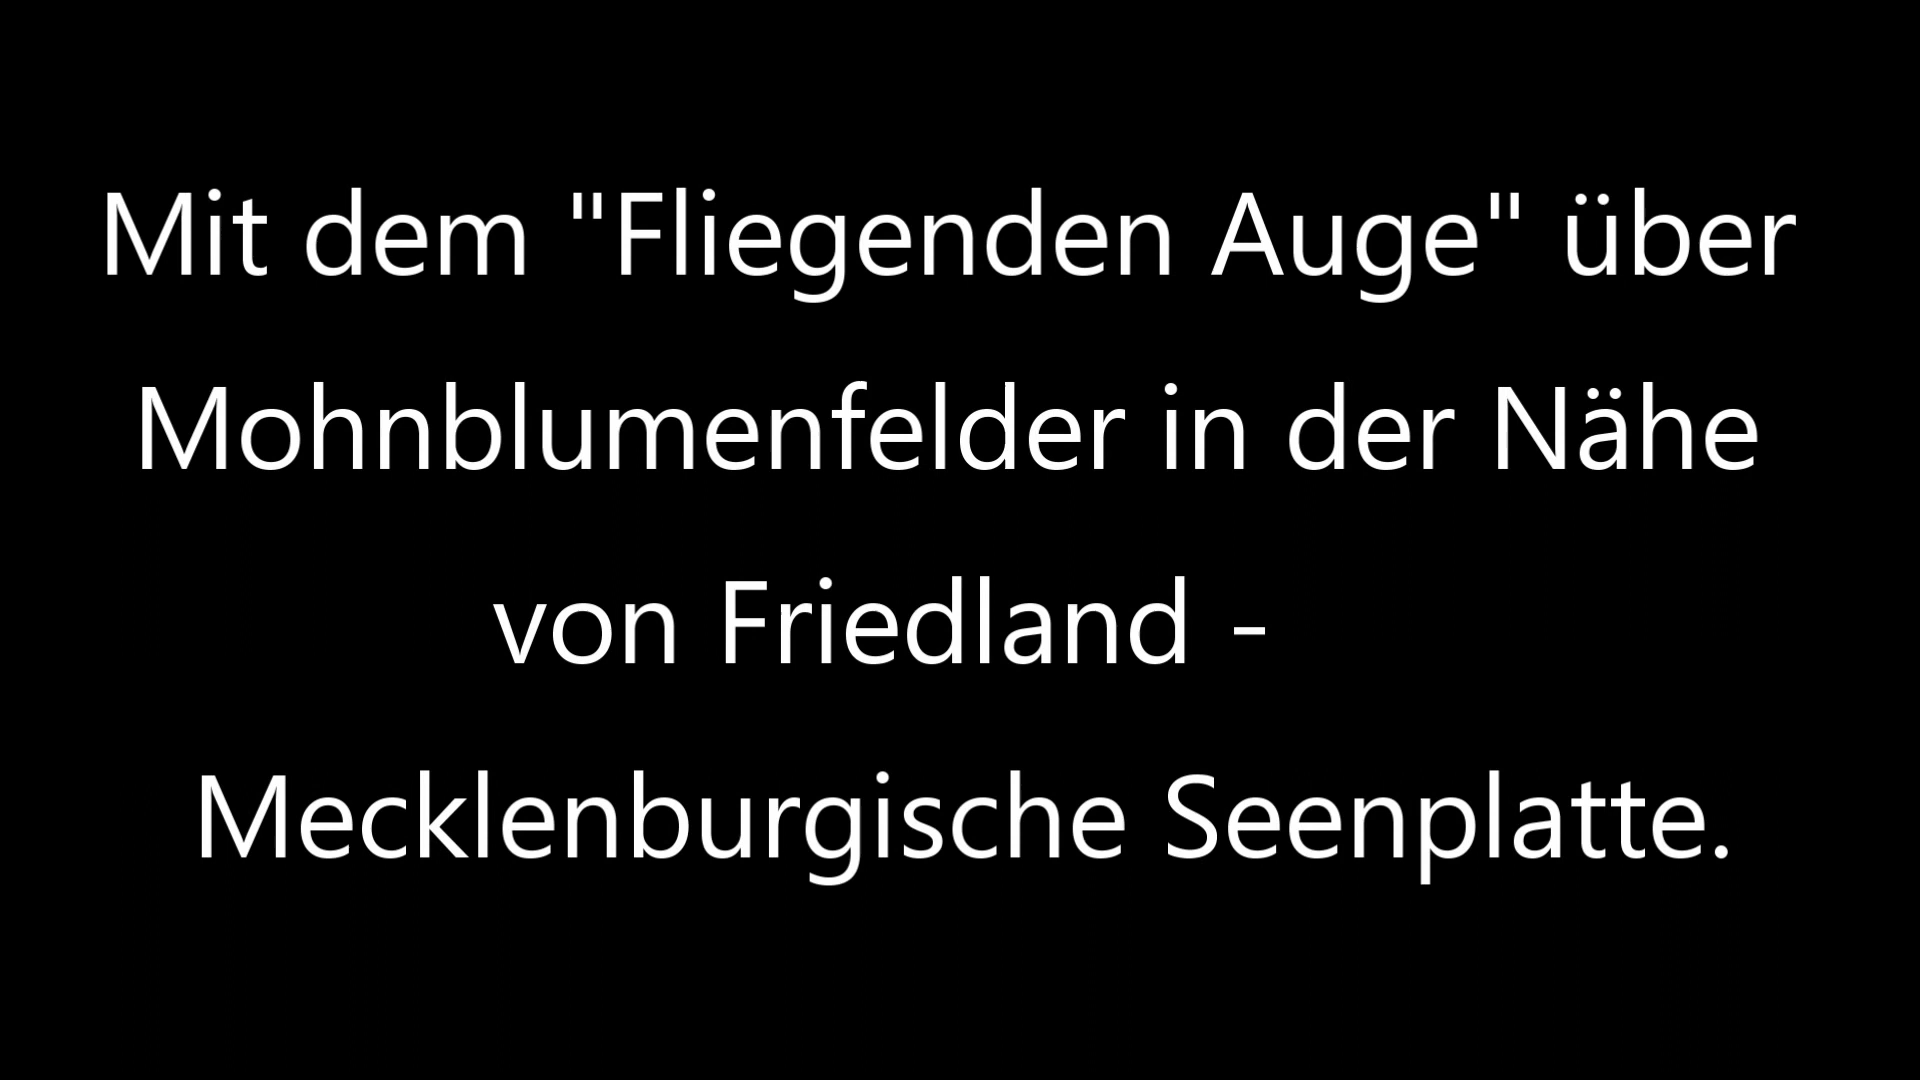 Mit dem "Fliegenden Auge" über
Mohnblumenfelder in der Nähe
von Friedland -
Mecklenburgische Seenplatte.